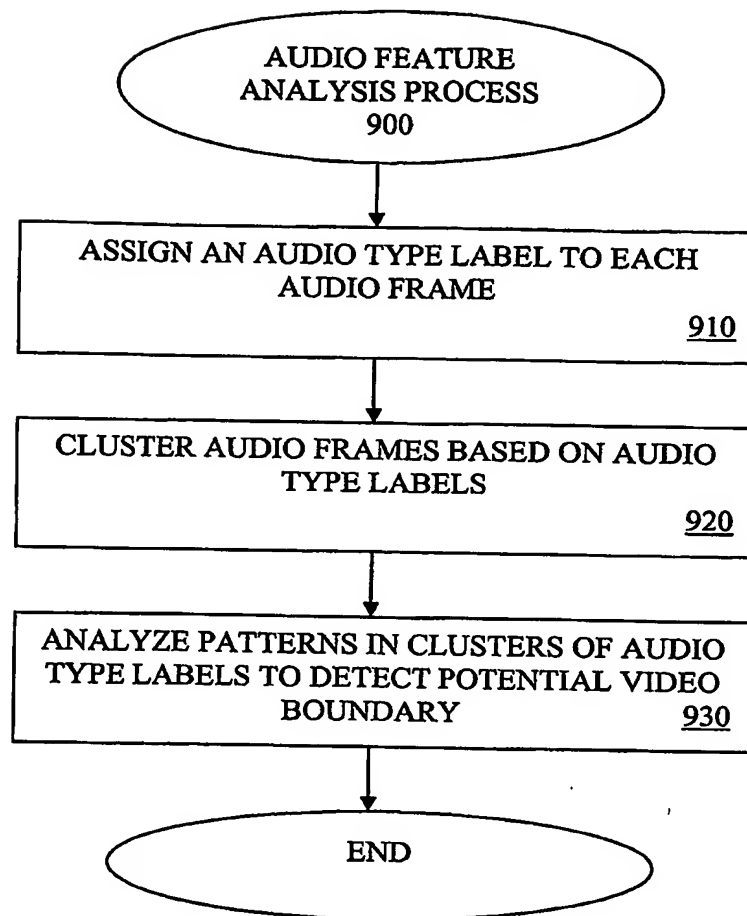 AUDIO FEATURE
ANALYSIS PROCESS
900
ASSIGN AN AUDIO TYPE LABEL TO EACH
AUDIO FRAME
910
CLUSTER AUDIO FRAMES BASED ON AUDIO
TYPE LABELS
920
ANALYZE PATTERNS IN CLUSTERS OF AUDIO
TYPE LABELS TO DETECT POTENTIAL VIDEO
BOUNDARY 930
END